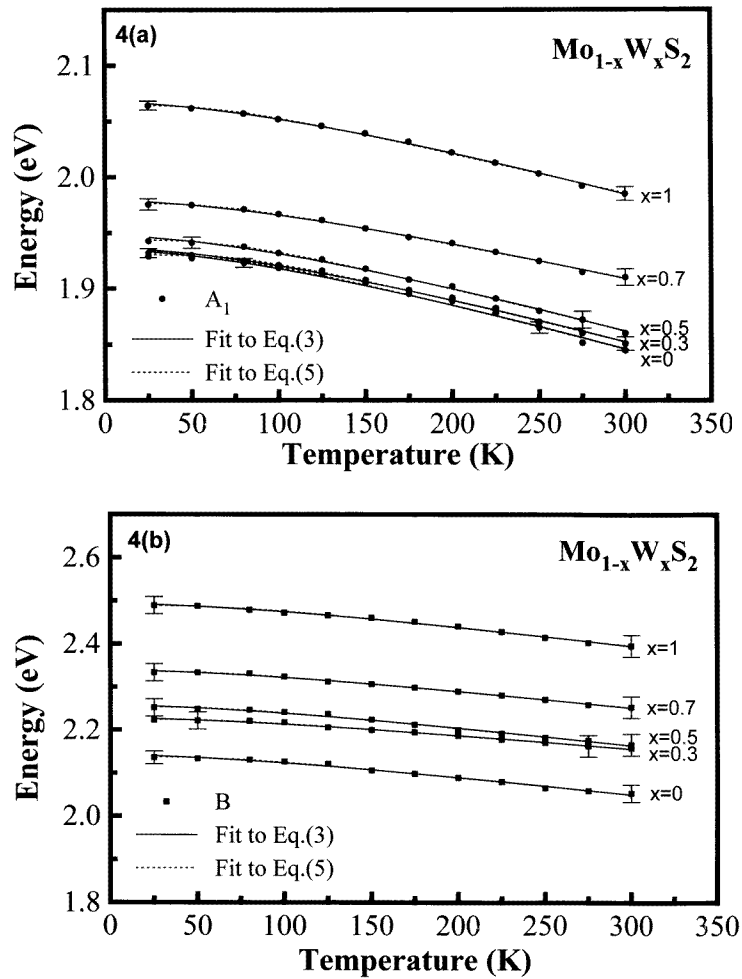 4(a)
Mo1-xWxS2
2.1
2.0
1.9
1.8
Energy (eV)
x=1
x=0.7
x=0.5
x=0.3
x=0
A1
Fit to Eq.(3)
Fit to Eq.(5)
0 50 100 150 200 250 300 350
Temperature (K)
4(b)
Mo1-xWxS2
2.6
2.4
2.2
2.0
1.8
Energy (eV)
x=1
x=0.7
x=0.5
x=0.3
x=0
B
Fit to Eq.(3)
Fit to Eq.(5)
0 50 100 150 200 250 300 350
Temperature (K)